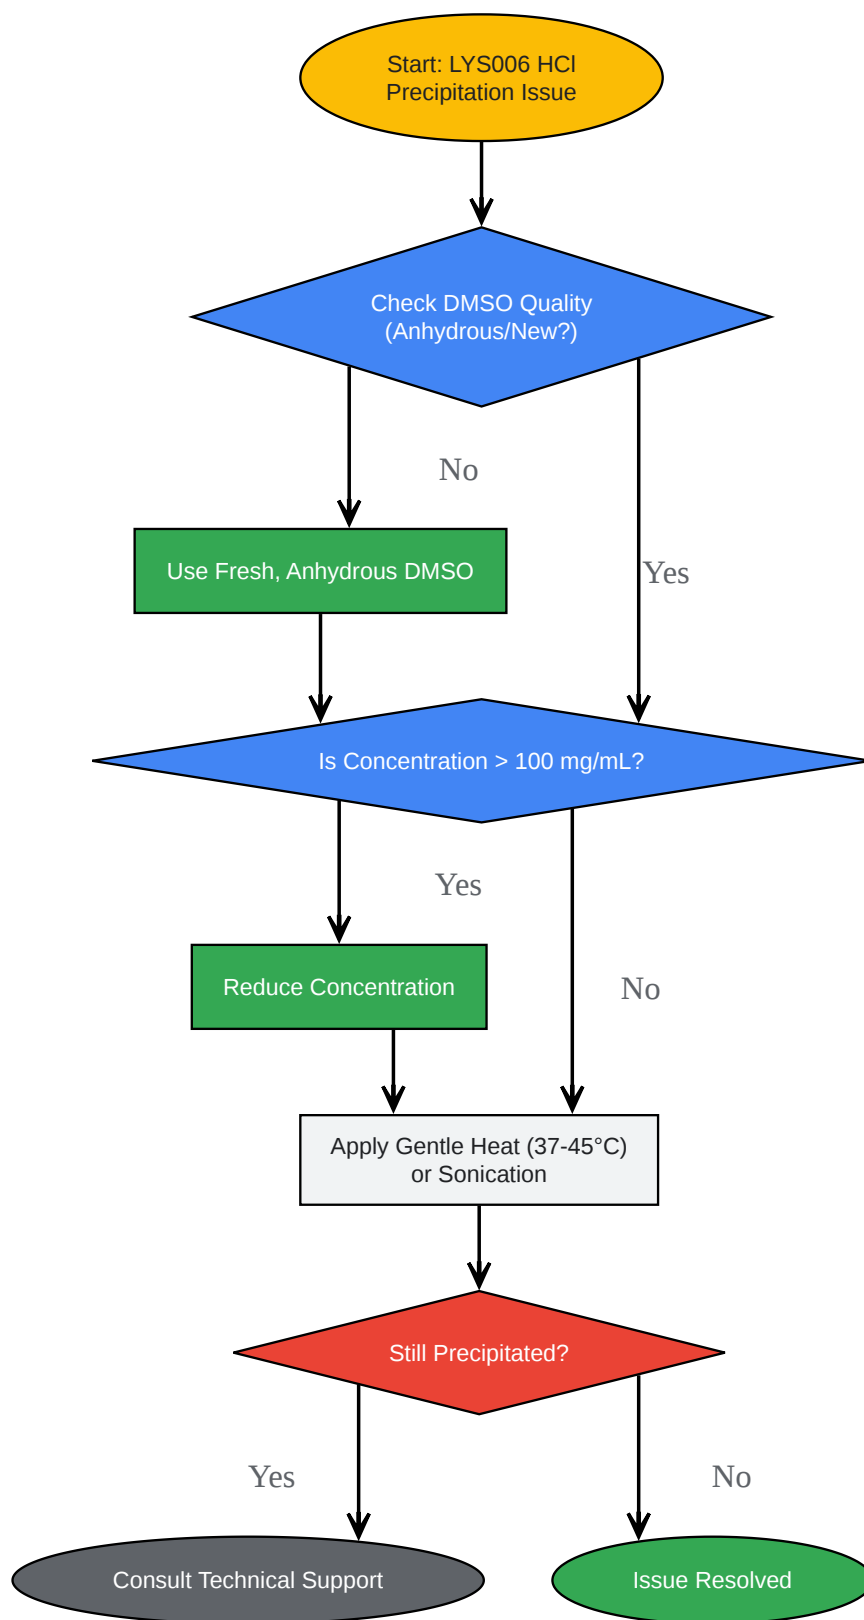 Start: LYS006 HCl
Precipitation Issue
Check DMSO Quality
(Anhydrous/New?)
No
Use Fresh, Anhydrous DMSO
Yes
Is Concentration > 100 mg/mL?
Yes
Reduce Concentration
No
Apply Gentle Heat (37-45°C)
or Sonication
Still Precipitated?
Yes
No
Consult Technical Support
Issue Resolved